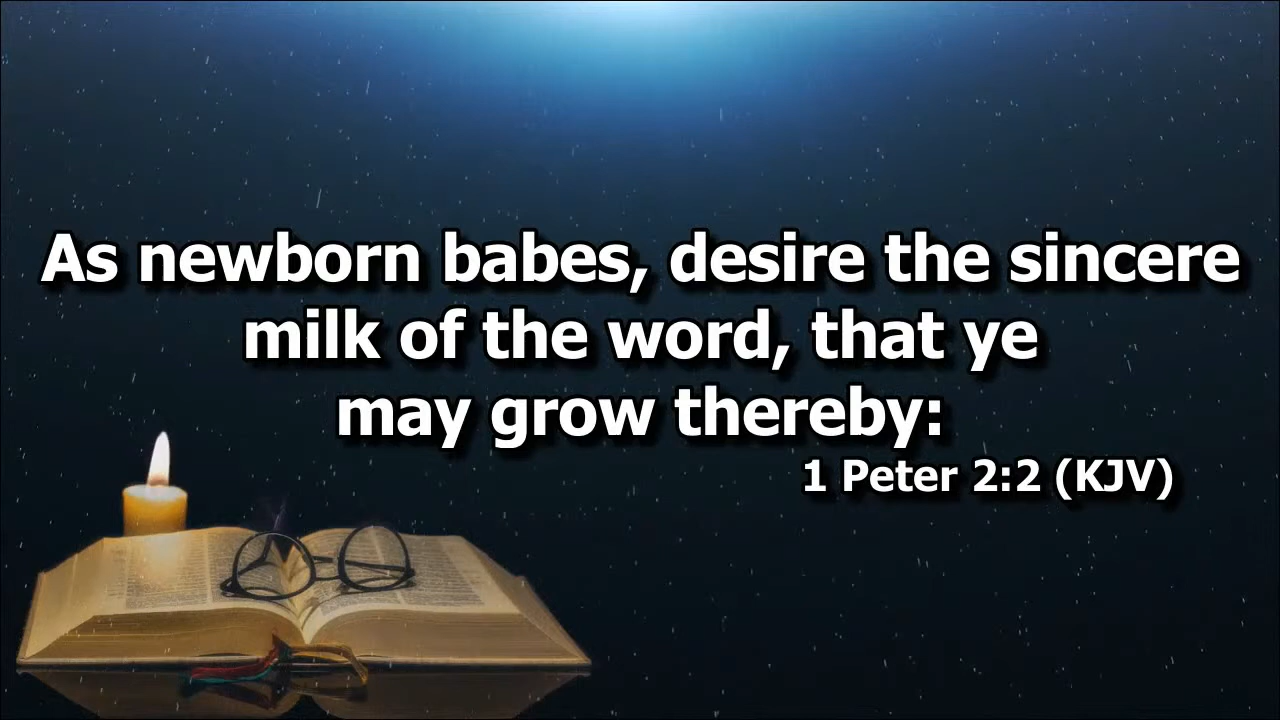 As newborn babes, desire the sincere
milk of the word, that ye
may grow thereby:
1 Peter 2:2 (KJV)